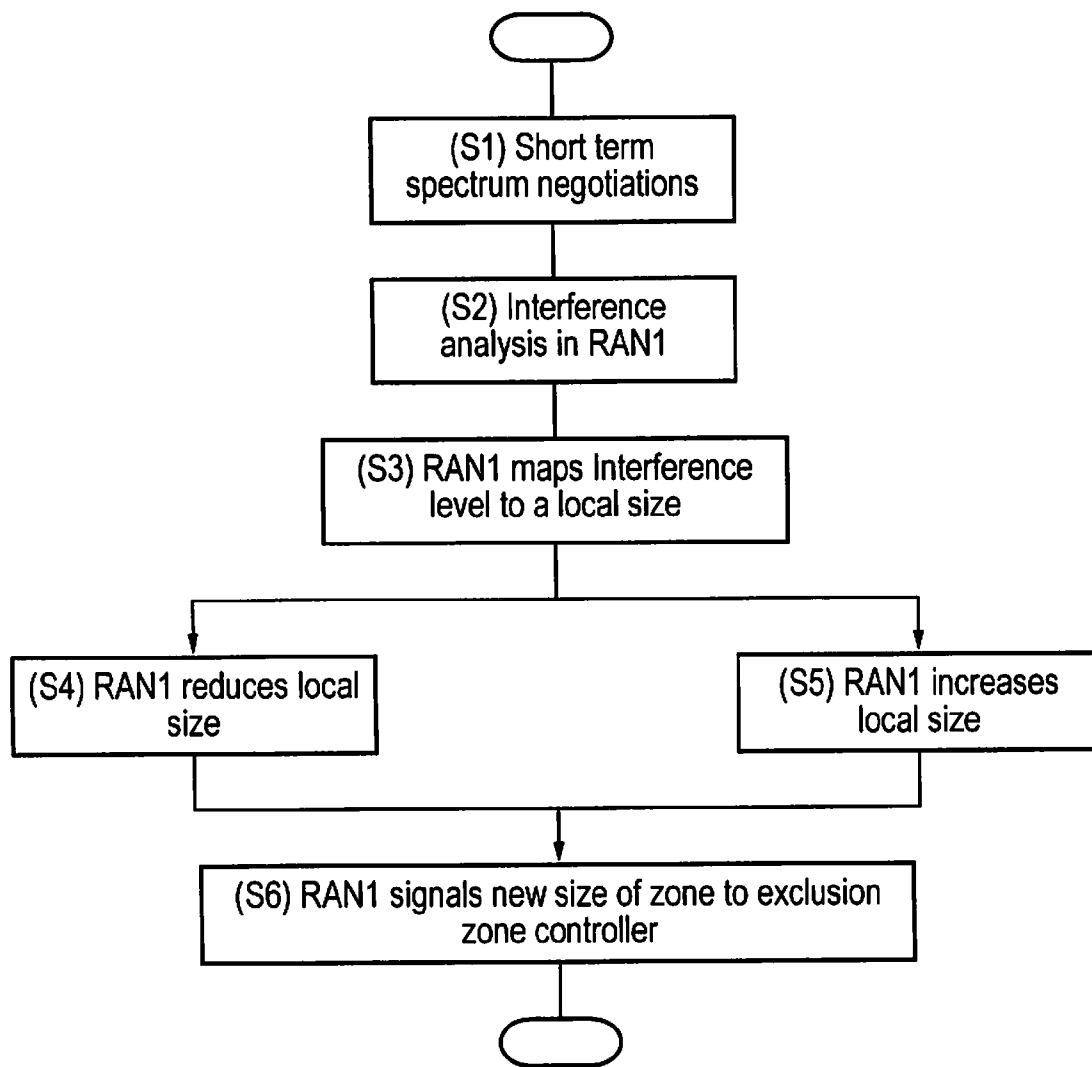 (S1) Short term
spectrum negotiations
(S2) Interference
analysis in RAN1
(S3) RAN1 maps Interference
level to a local size
(S4) RAN1 reduces local
size
(S5) RAN1 increases
local size
(S6) RAN1 signals new size of zone to exclusion
zone controller